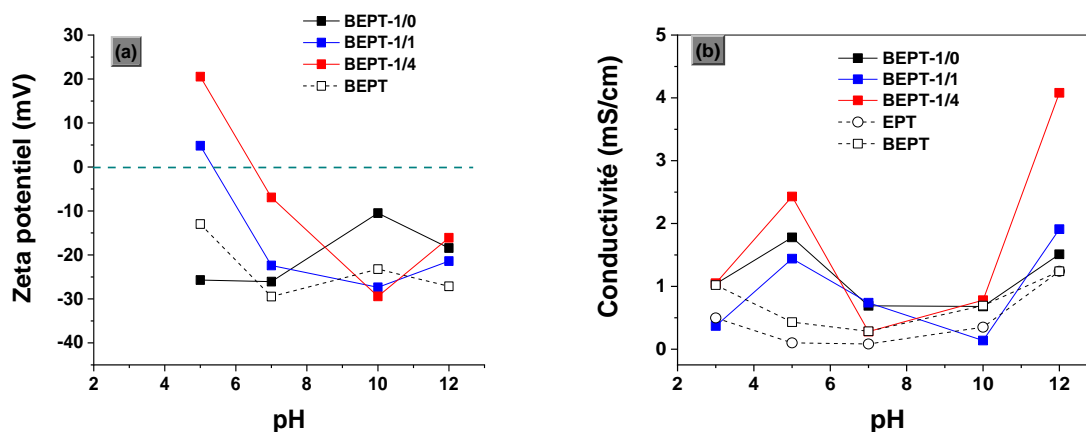 (a)
BEPT-1/0
BEPT-1/1
BEPT-1/4
BEPT
30
20
10
0
-10
-20
-30
-40
Zeta potentiel (mV)
2 4 6 8 10 12
pH
(b)
BEPT-1/0
BEPT-1/1
BEPT-1/4
EPT
BEPT
5
4
3
2
1
0
Conductivité (mS/cm)
2 4 6 8 10 12
pH